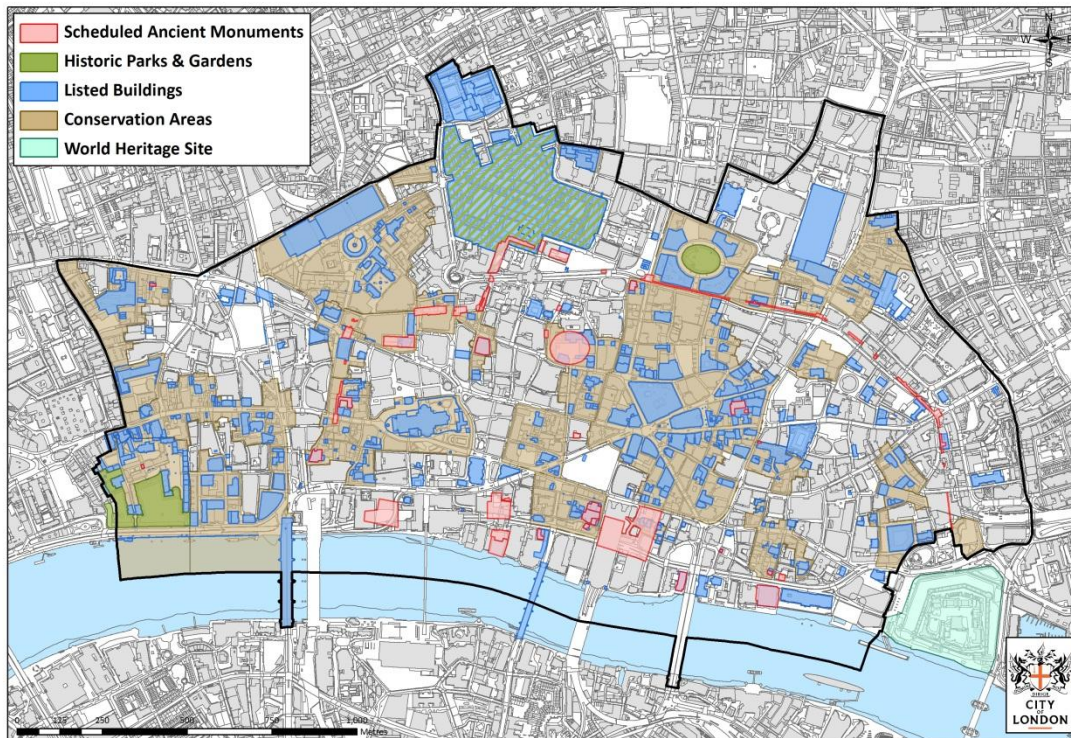 Scheduled Ancient Monuments
Historic Parks & Gardens
Listed Buildings
Conservation Areas
World Heritage Site
N
W E
S
0 125 250 500 750 1,000
Metres
CITY
OF
LONDON